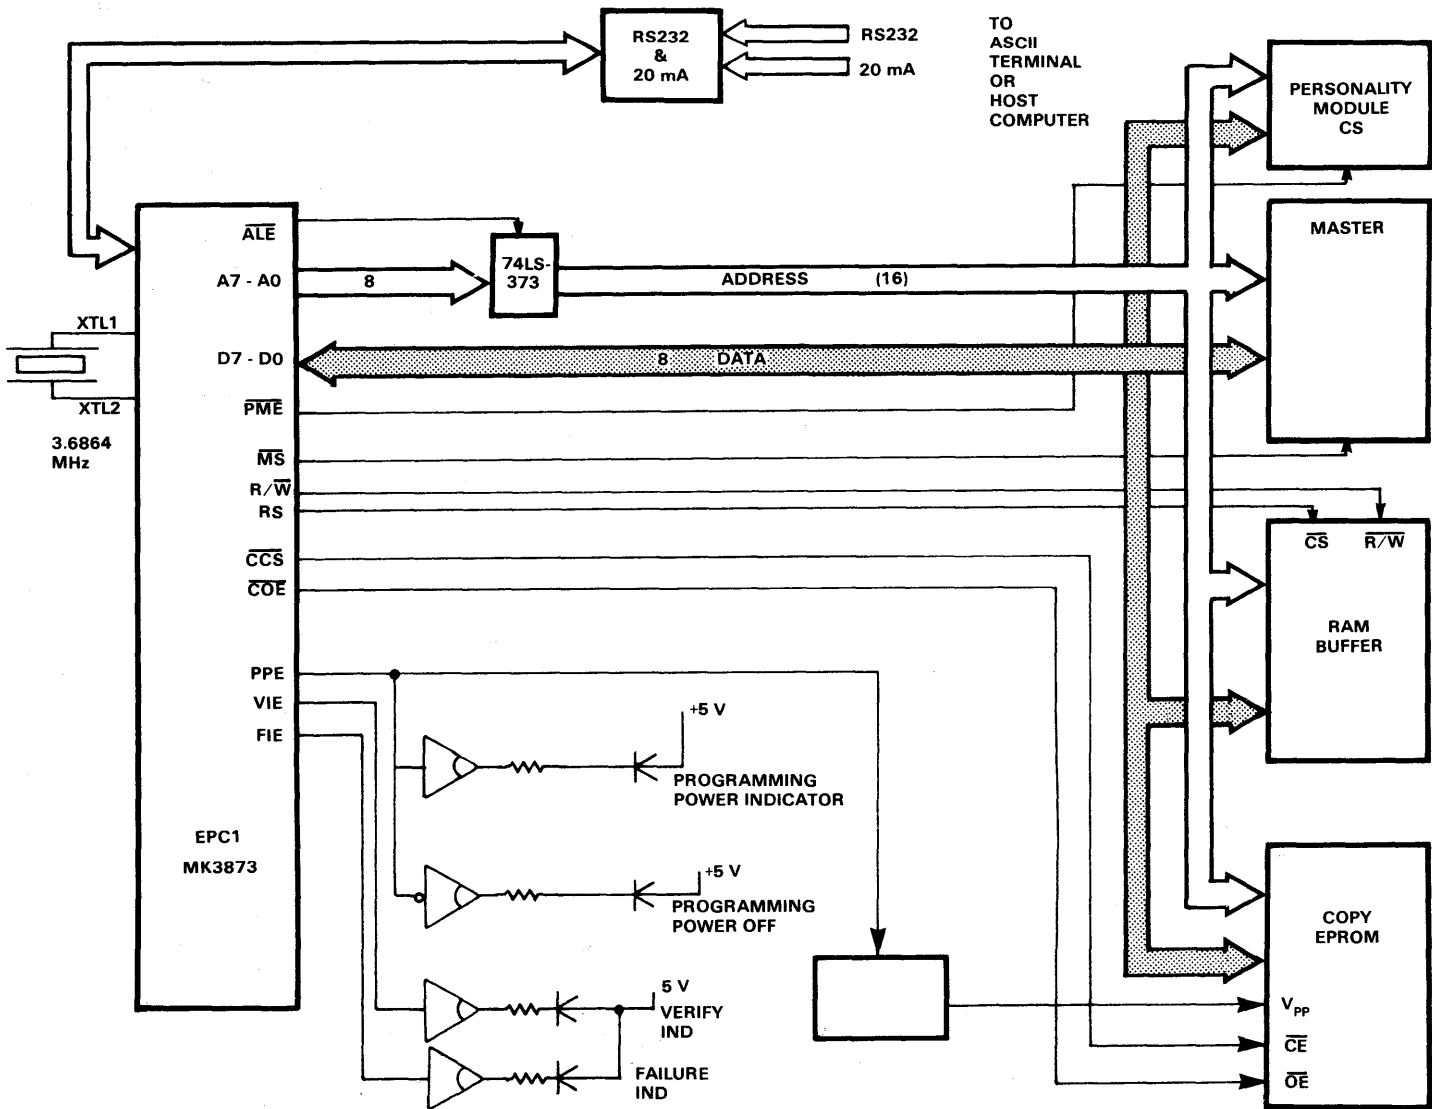 RS232
&
20 mA
RS232
20 mA
TO
ASCII
TERMINAL
OR
HOST
COMPUTER
PERSONALITY
MODULE
CS
MASTER
ALE
A7 - A0
8
74LS-
373
ADDRESS (16)
XTL1
D7 - D0
8 DATA
XTL2
PME
3.6864
MHz
MS
R/W
RS
CS R/W
CCS
COE
RAM
BUFFER
PPE
VIE
FIE
+5 V
PROGRAMMING
POWER INDICATOR
EPC1
MK3873
+5 V
PROGRAMMING
POWER OFF
COPY
EPROM
5 V
VERIFY
IND
VPP
CE
OE
FAILURE
IND